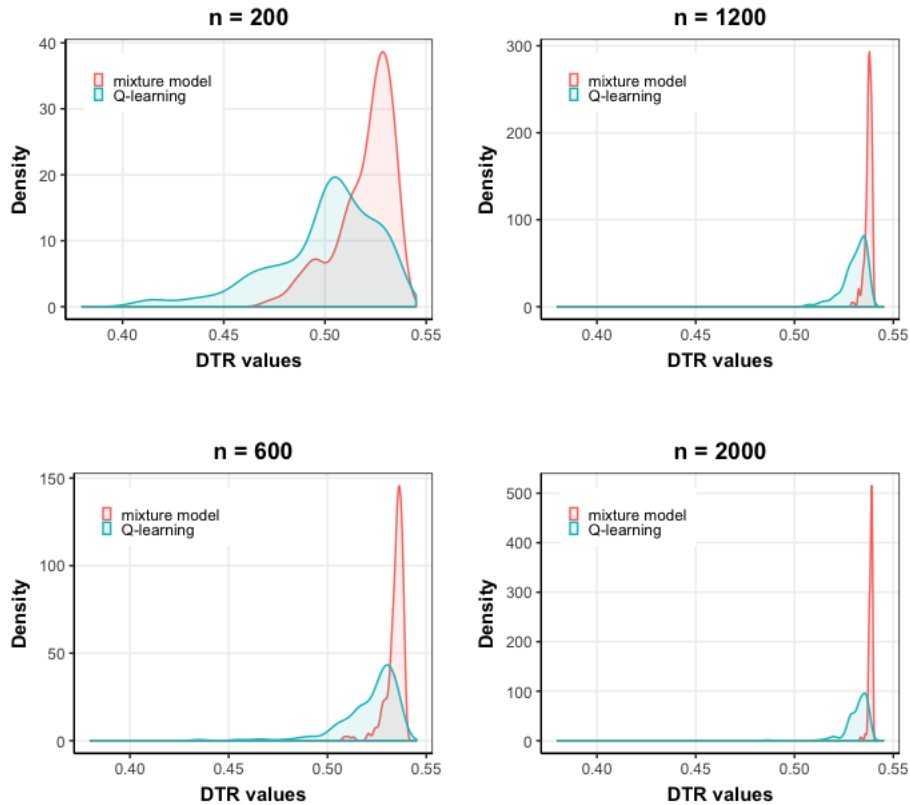 n = 200
40
30
20
10
0
Density
mixture model
Q-learning
0.40
0.45
0.50
0.55
DTR values
n = 1200
300
200
100
0
Density
mixture model
Q-learning
0.40
0.45
0.50
0.55
DTR values
n = 600
150
100
50
0
Density
mixture model
Q-learning
0.40
0.45
0.50
0.55
DTR values
n = 2000
500
400
300
200
100
0
Density
mixture model
Q-learning
0.40
0.45
0.50
0.55
DTR values